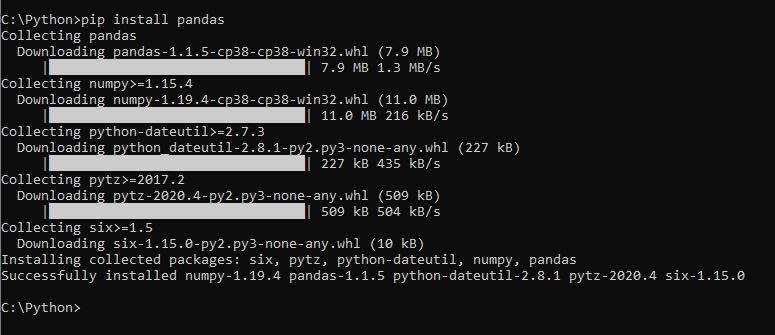 C:\Python>pip install pandas
Collecting pandas
  Downloading pandas-1.1.5-cp38-cp38-win32.whl (7.9 MB)
     |████████████████████████████████| 7.9 MB 1.3 MB/s
Collecting numpy>=1.15.4
  Downloading numpy-1.19.4-cp38-cp38-win32.whl (11.0 MB)
     |████████████████████████████████| 11.0 MB 216 kB/s
Collecting python-dateutil>=2.7.3
  Downloading python_dateutil-2.8.1-py2.py3-none-any.whl (227 kB)
     |████████████████████████████████| 227 kB 435 kB/s
Collecting pytz>=2017.2
  Downloading pytz-2020.4-py2.py3-none-any.whl (509 kB)
     |████████████████████████████████| 509 kB 504 kB/s
Collecting six>=1.5
  Downloading six-1.15.0-py2.py3-none-any.whl (10 kB)
Installing collected packages: six, pytz, python-dateutil, numpy, pandas
Successfully installed numpy-1.19.4 pandas-1.1.5 python-dateutil-2.8.1 pytz-2020.4 six-1.15.0
C:\Python>